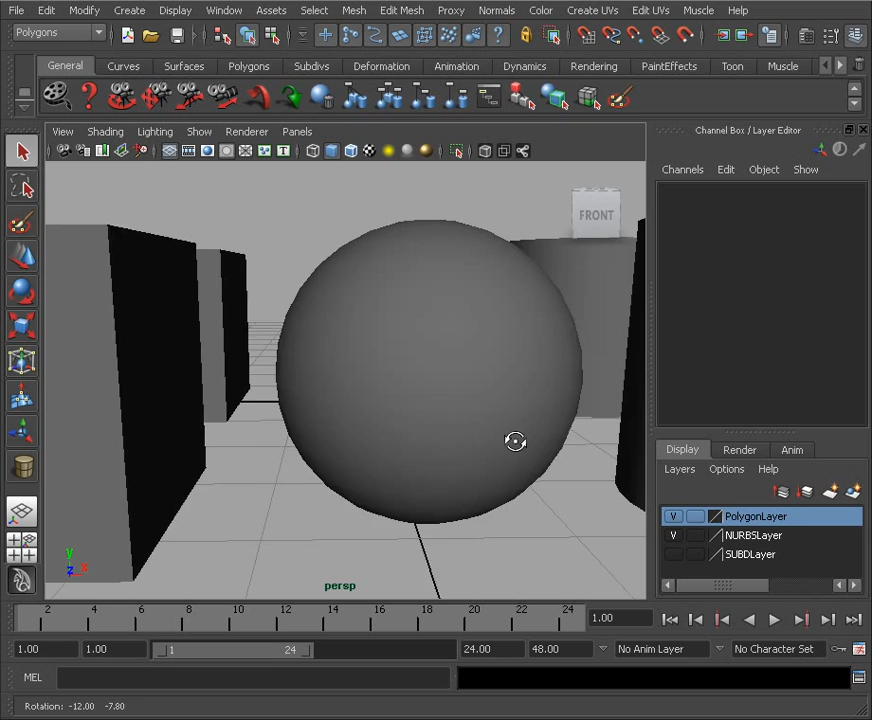 File Edit Modify Create Display Window Assets Select Mesh Edit Mesh Proxy Normals Color Create UVs Edit UVs Muscle Help
Polygons
General Curves Surfaces Polygons Subdivs Deformation Animation Dynamics Rendering PaintEffects Toon Muscle
View Shading Lighting Show Renderer Panels
Channel Box / Layer Editor
Channels Edit Object Show
FRONT
persp
y
z x
Display Render Anim
Layers Options Help
V PolygonLayer
V NURBSLayer
SUBDLayer
2 4 6 8 10 12 14 16 18 20 22 24 1.00
1.00 1.00 1 24 24.00 48.00 No Anim Layer No Character Set
MEL
Rotation: -12.00 -7.80